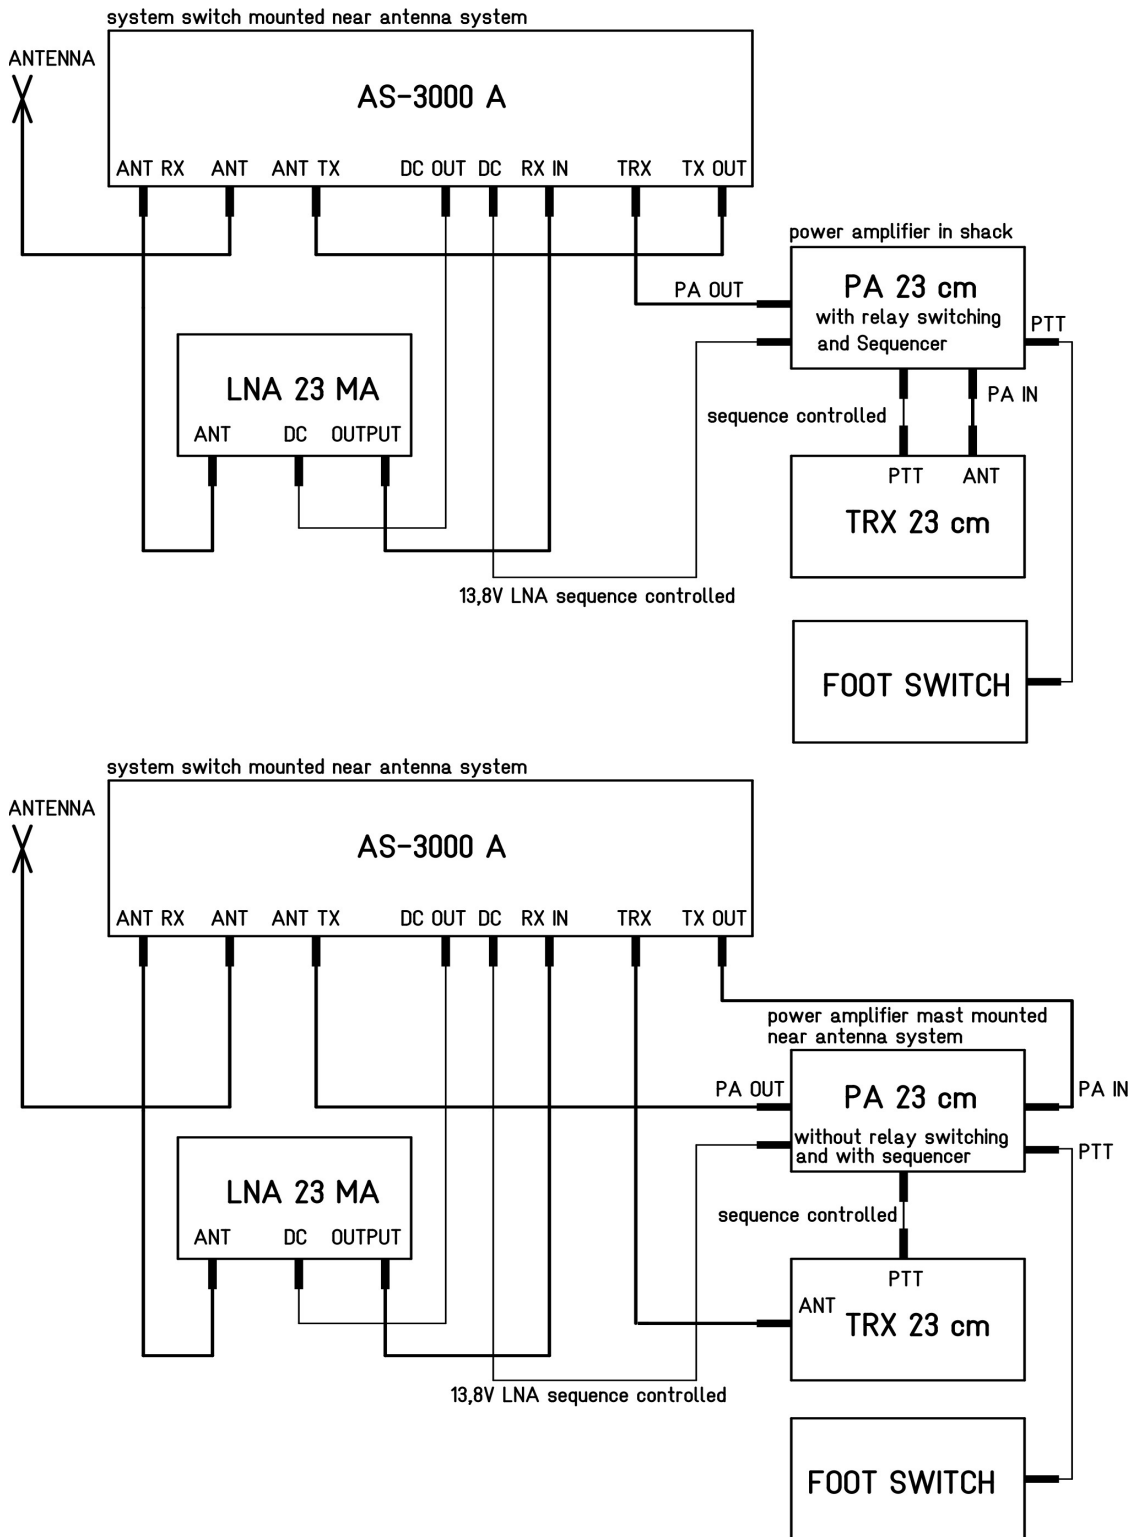 system switch mounted near antenna system
ANTENNA
AS-3000 A
ANT RX ANT ANT TX DC OUT DC RX IN TRX TX OUT
power amplifier in shack
PA OUT
PA 23 cm
with relay switching
and Sequencer
PTT
LNA 23 MA
ANT DC OUTPUT
PA IN
sequence controlled
PTT ANT
TRX 23 cm
13,8V LNA sequence controlled
FOOT SWITCH
system switch mounted near antenna system
ANTENNA
AS-3000 A
ANT RX ANT ANT TX DC OUT DC RX IN TRX TX OUT
power amplifier mast mounted
near antenna system
PA OUT
PA 23 cm
PA IN
without relay switching
and with sequencer
PTT
LNA 23 MA
ANT DC OUTPUT
sequence controlled
PTT
ANT
TRX 23 cm
13,8V LNA sequence controlled
FOOT SWITCH